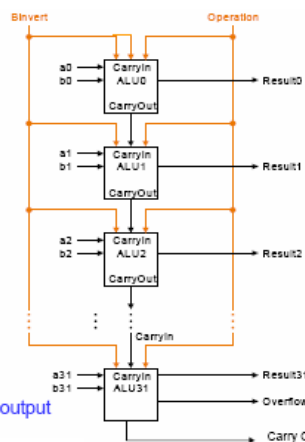 BInvert Operation
CarryIn
a0
b0
ALU0
Result0
CarryOut
a1
b1
CarryIn
ALU1
Result1
CarryOut
a2
b2
CarryIn
ALU2
Result2
CarryOut
CarryIn
a31
b31
CarryIn
ALU31
Result31
Overflow
output
Carry O